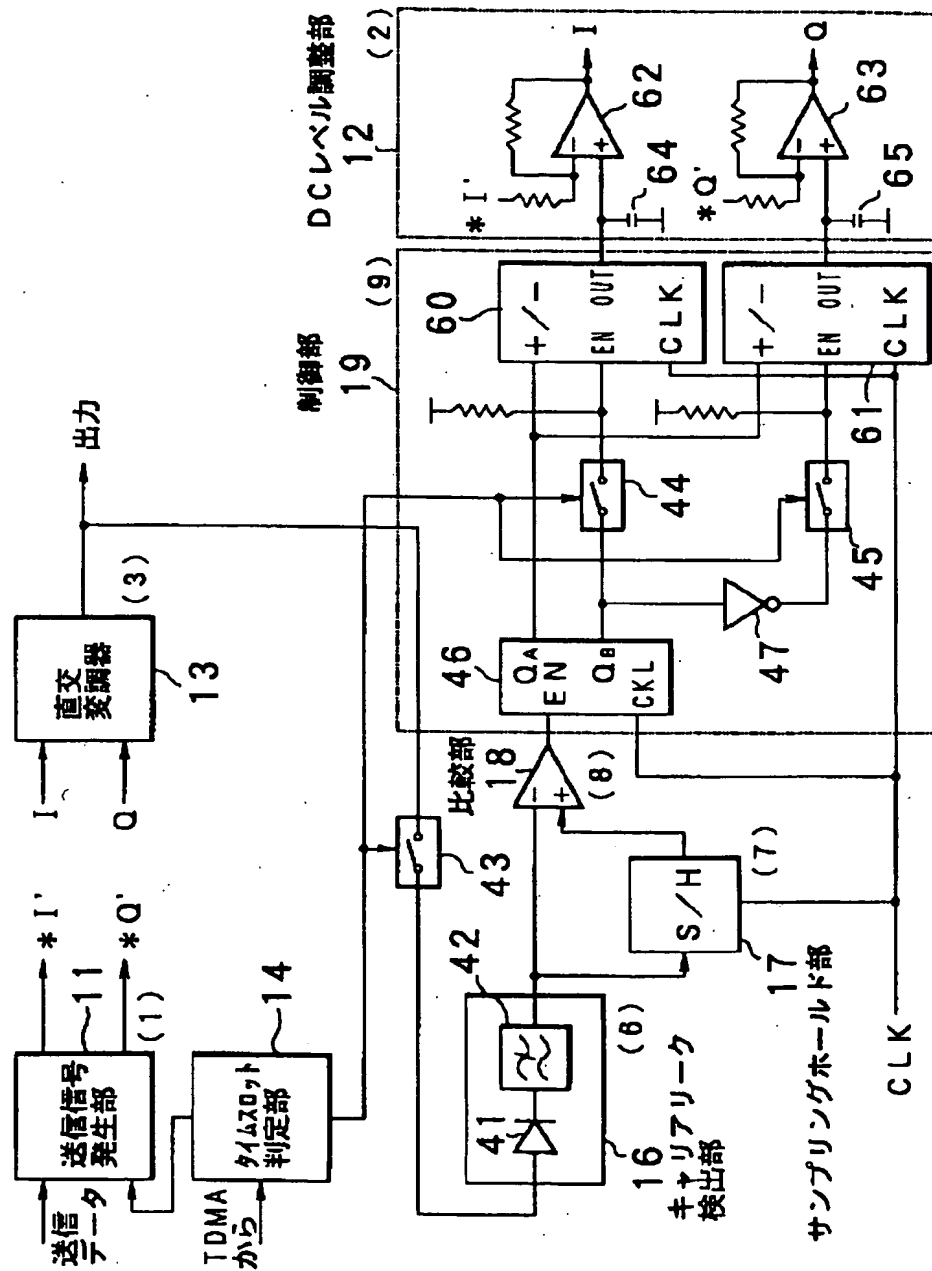 送信
データ
送信信号
発生部
11
(1)
*I'
*Q'
TDMA
から
タイムスロット
判定部
14
I
Q
直交
変調器
13
(3)
出力
43
41
42
(6)
16
キャリアリーク
検出部
S/H
(7)
17
サンプリングホールド部
CLK
比較部
18
-
+
(8)
制御部
19
(9)
46
QA
EN
QB
CKL
47
44
45
60
+/-
EN OUT
CLK
+/-
EN OUT
CLK
61
DCレベル調整部
12
(2)
*I'
-
+
I
62
64
*Q'
-
+
Q
63
65